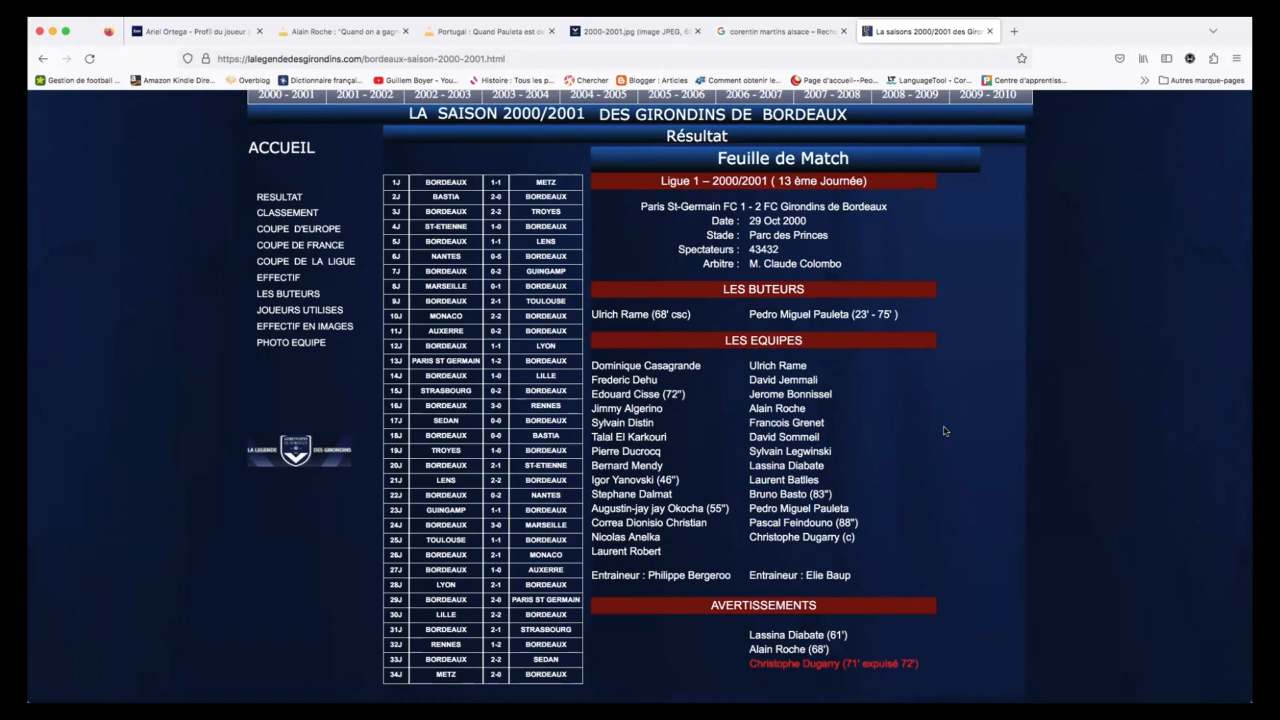 Ariel Ortega - Profil du joueur :
Alain Roche : "Quand on a gagn
Portugal : Quand Pauleta est de
2000-2001.jpg (Image JPEG, 60
corentin martins alsace – Rech
La saisons 2000/2001 des Giron
https://lalegendedesgirondins.com/bordeaux-saison-2000-2001.html
Gestion de football ...
Amazon Kindle Dire...
Overblog
Dictionnaire françai...
Guillem Boyer - You...
Histoire : Tous les p...
Chercher
Blogger : Articles
Comment obtenir le...
Page d'accueil--Peo...
LanguageTool - Cor...
Centre d'apprentiss...
Autres marque-pages
2000 - 2001 2001 - 2002 2002 - 2003 2003 - 2004 2004 - 2005 2005 - 2006 2006 - 2007 2007 - 2008 2008 - 2009 2009 - 2010
LA SAISON 2000/2001 DES GIRONDINS DE BORDEAUX
ACCUEIL
RESULTAT
CLASSEMENT
COUPE D'EUROPE
COUPE DE FRANCE
COUPE DE LA LIGUE
EFFECTIF
LES BUTEURS
JOUEURS UTILISES
EFFECTIF EN IMAGES
PHOTO EQUIPE
LA LEGENDE DES GIRONDINS
Résultat
1J BORDEAUX 1-1 METZ
2J BASTIA 2-0 BORDEAUX
3J BORDEAUX 2-2 TROYES
4J ST-ETIENNE 1-0 BORDEAUX
5J BORDEAUX 1-1 LENS
6J NANTES 0-5 BORDEAUX
7J BORDEAUX 0-2 GUINGAMP
8J MARSEILLE 0-1 BORDEAUX
9J BORDEAUX 2-1 TOULOUSE
10J MONACO 2-2 BORDEAUX
11J AUXERRE 0-2 BORDEAUX
12J BORDEAUX 1-1 LYON
13J PARIS ST GERMAIN 1-2 BORDEAUX
14J BORDEAUX 1-0 LILLE
15J STRASBOURG 0-2 BORDEAUX
16J BORDEAUX 3-0 RENNES
17J SEDAN 0-0 BORDEAUX
18J BORDEAUX 0-0 BASTIA
19J TROYES 1-0 BORDEAUX
20J BORDEAUX 2-1 ST-ETIENNE
21J LENS 2-2 BORDEAUX
22J BORDEAUX 0-2 NANTES
23J GUINGAMP 1-1 BORDEAUX
24J BORDEAUX 3-0 MARSEILLE
25J TOULOUSE 1-1 BORDEAUX
26J BORDEAUX 2-1 MONACO
27J BORDEAUX 1-0 AUXERRE
28J LYON 2-1 BORDEAUX
29J BORDEAUX 2-0 PARIS ST GERMAIN
30J LILLE 2-2 BORDEAUX
31J BORDEAUX 2-1 STRASBOURG
32J RENNES 1-2 BORDEAUX
33J BORDEAUX 2-2 SEDAN
34J METZ 2-0 BORDEAUX
Feuille de Match
Ligue 1 – 2000/2001 ( 13 ème Journée)
Paris St-Germain FC 1 - 2 FC Girondins de Bordeaux
Date : 29 Oct 2000
Stade : Parc des Princes
Spectateurs : 43432
Arbitre : M. Claude Colombo
LES BUTEURS
Ulrich Rame (68' csc) Pedro Miguel Pauleta (23' - 75' )
LES EQUIPES
Dominique Casagrande Ulrich Rame
Frederic Dehu David Jemmali
Edouard Cisse (72") Jerome Bonnissel
Jimmy Algerino Alain Roche
Sylvain Distin Francois Grenet
Talal El Karkouri David Sommeil
Pierre Ducrocq Sylvain Legwinski
Bernard Mendy Lassina Diabate
Igor Yanovski (46") Laurent Batlles
Stephane Dalmat Bruno Basto (83")
Augustin-jay jay Okocha (55") Pedro Miguel Pauleta
Correa Dionisio Christian Pascal Feindouno (88")
Nicolas Anelka Christophe Dugarry (c)
Laurent Robert
Entraineur : Philippe Bergeroo Entraineur : Elie Baup
AVERTISSEMENTS
Lassina Diabate (61')
Alain Roche (68')
Christophe Dugarry (71' expulsé 72')